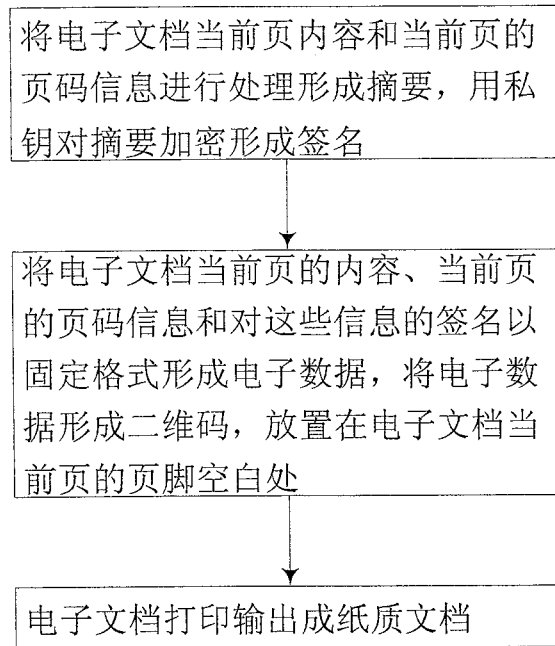 将电子文档当前页内容和当前页的
页码信息进行处理形成摘要，用私
钥对摘要加密形成签名
将电子文档当前页的内容、当前页
的页码信息和对这些信息的签名以
固定格式形成电子数据，将电子数
据形成二维码，放置在电子文档当
前页的页脚空白处
电子文档打印输出成纸质文档